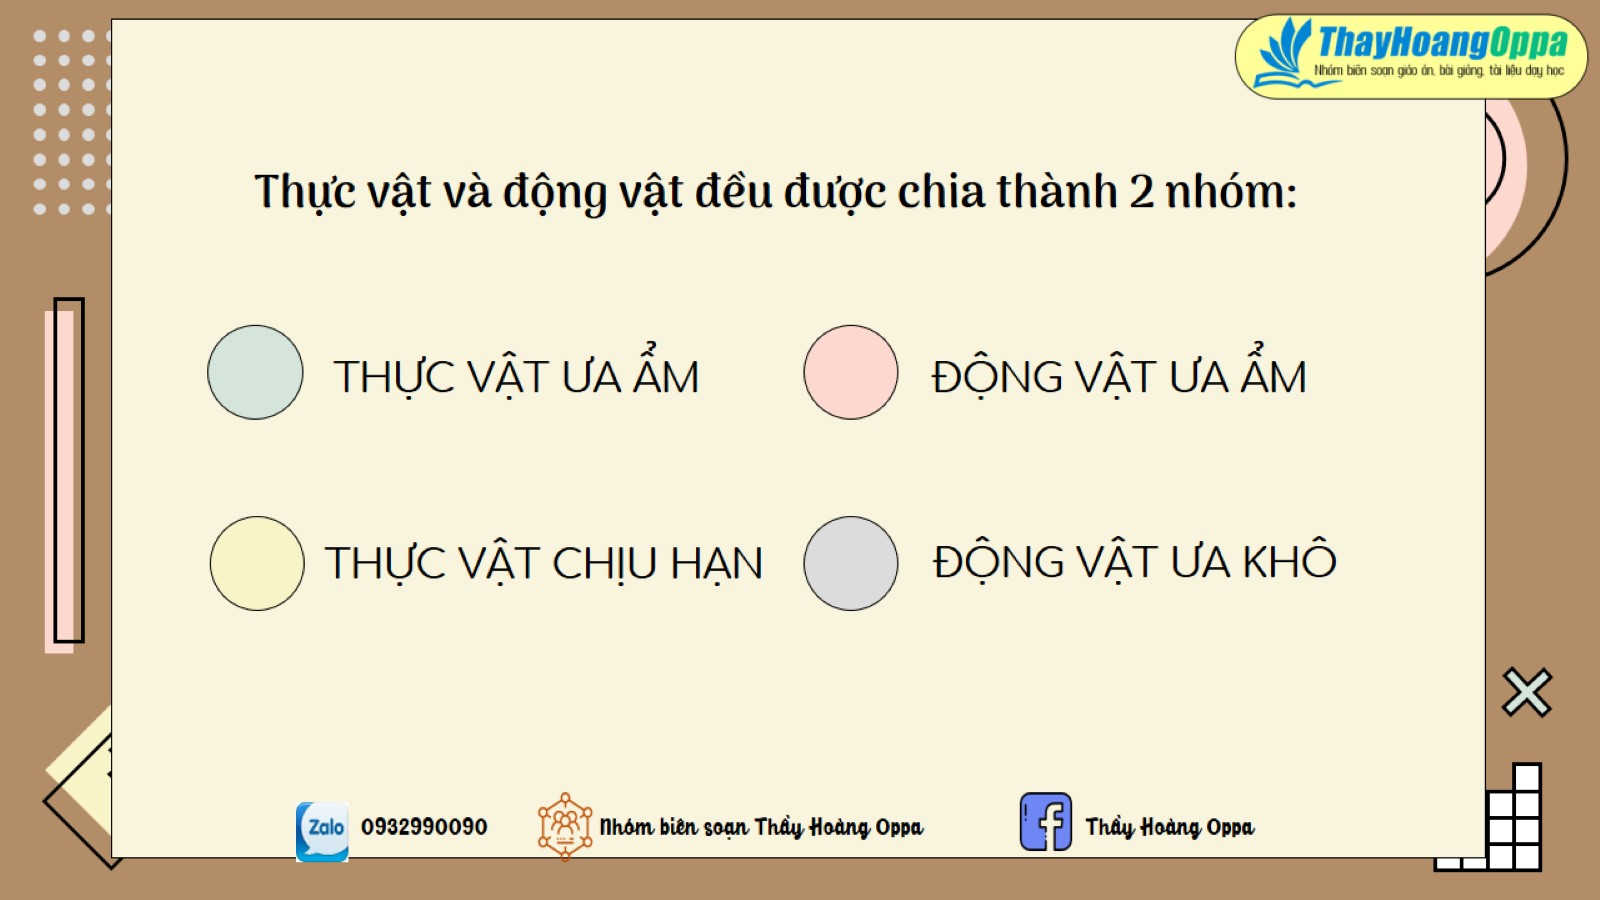 ThayHoangOppa
Nhóm biên soạn giáo án, bài giảng, tài liệu dạy học
Thực vật và động vật đều được chia thành 2 nhóm:
THỰC VẬT ƯA ẨM
ĐỘNG VẬT ƯA ẨM
THỰC VẬT CHỊU HẠN
ĐỘNG VẬT ƯA KHÔ
Zalo
0932990090
Nhóm biên soạn Thầy Hoàng Oppa
Thầy Hoàng Oppa